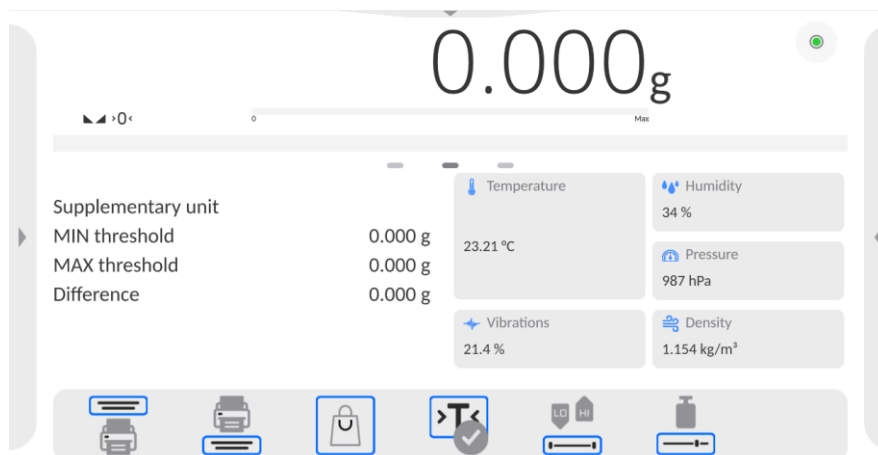 0.000 g
>0<
0 Max
Supplementary unit
MIN threshold 0.000 g
MAX threshold 0.000 g
Difference 0.000 g
Temperature
23.21 °C
Humidity
34 %
Pressure
987 hPa
Vibrations
21.4 %
Density
1.154 kg/m³
>T<
LO HI